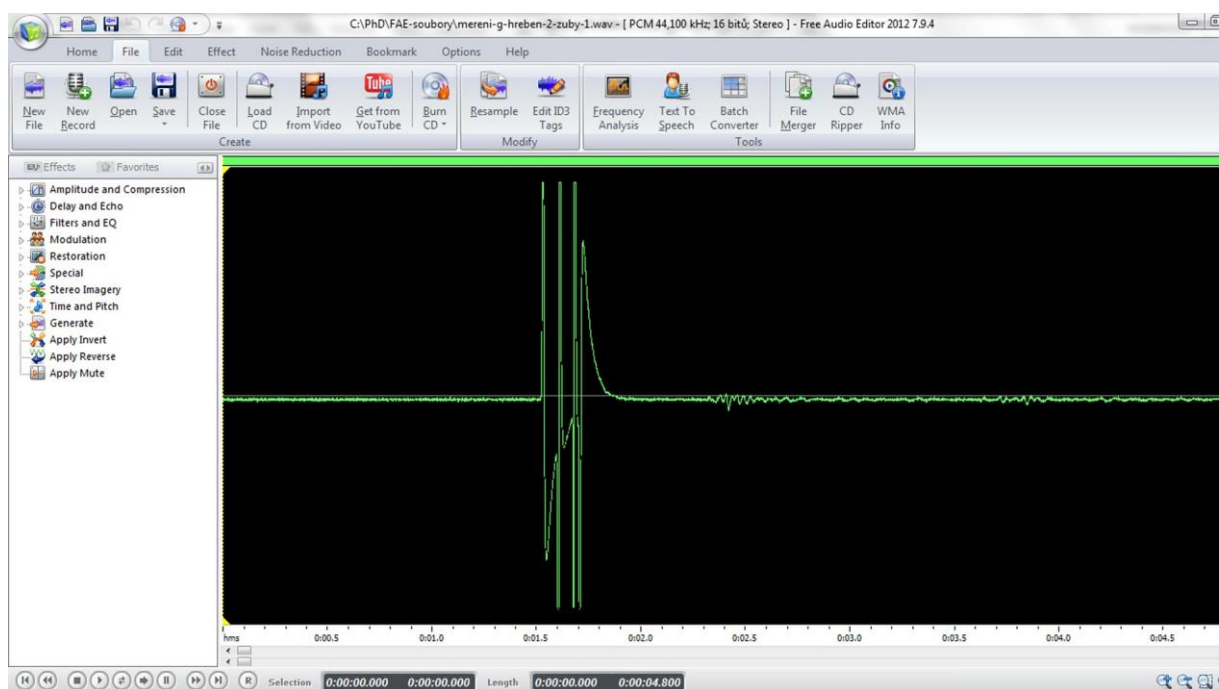 C:\PhD\FAE-soubory\mereni-g-hreben-2-zuby-1.wav - [ PCM 44,100 kHz; 16 bitů; Stereo ] - Free Audio Editor 2012 7.9.4
Home File Edit Effect Noise Reduction Bookmark Options Help
New File
New Record
Open
Save
Close File
Load CD
Import from Video
Get from YouTube
Burn CD
Resample
Edit ID3 Tags
Frequency Analysis
Text To Speech
Batch Converter
File Merger
CD Ripper
WMA Info
Create Modify Tools
Effects Favorites
Amplitude and Compression
Delay and Echo
Filters and EQ
Modulation
Restoration
Special
Stereo Imagery
Time and Pitch
Generate
Apply Invert
Apply Reverse
Apply Mute
hms 0:00.5 0:01.0 0:01.5 0:02.0 0:02.5 0:03.0 0:03.5 0:04.0 0:04.5
R Selection 0:00:00.000 0:00:00.000 Length 0:00:00.000 0:00:04.800